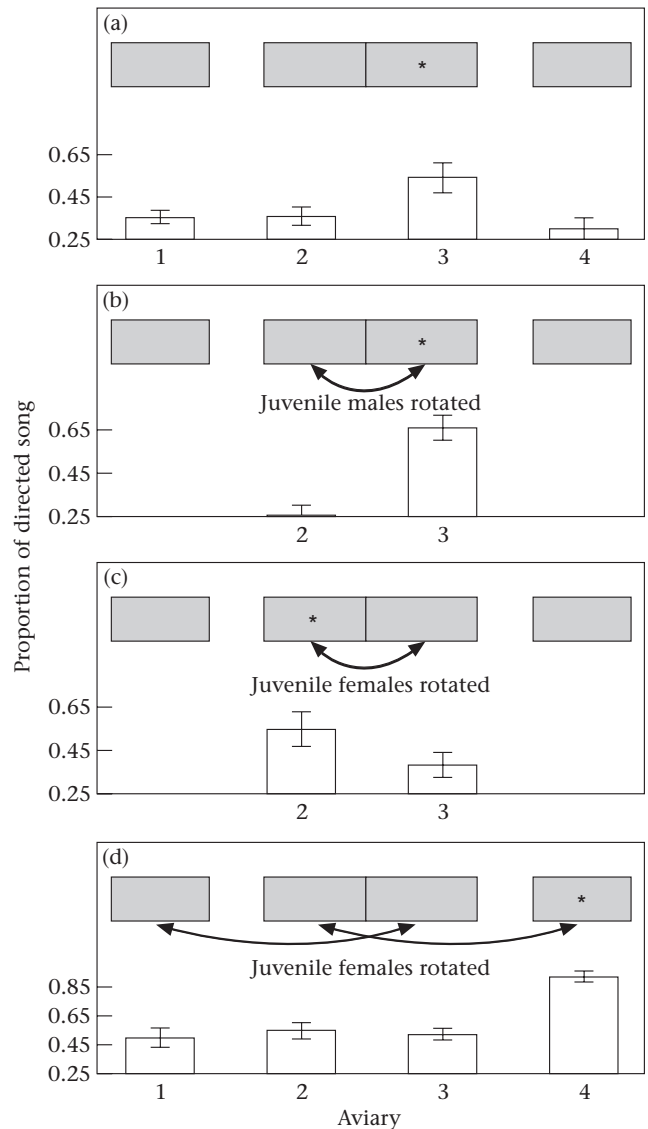 (a)
*
0.65
0.45
0.25
1 2 3 4
(b)
*
Juvenile males rotated
0.65
0.45
0.25
2 3
(c)
*
Juvenile females rotated
0.65
0.45
0.25
2 3
(d)
*
Juvenile females rotated
0.85
0.65
0.45
0.25
1 2 3 4
Aviary
Proportion of directed song